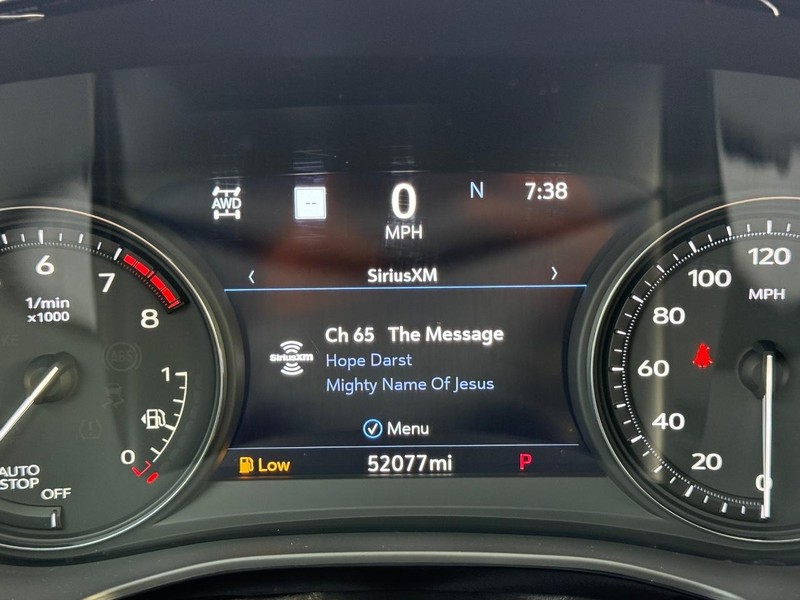 AWD
--
0
MPH
N
7:38
SiriusXM
SiriusXM
Ch 65 The Message
Hope Darst
Mighty Name Of Jesus
Menu
Low
52077mi
P
6
7
8
1/min
x1000
ABS
1
0
AUTO
STOP
OFF
120
100
MPH
80
60
40
20
0